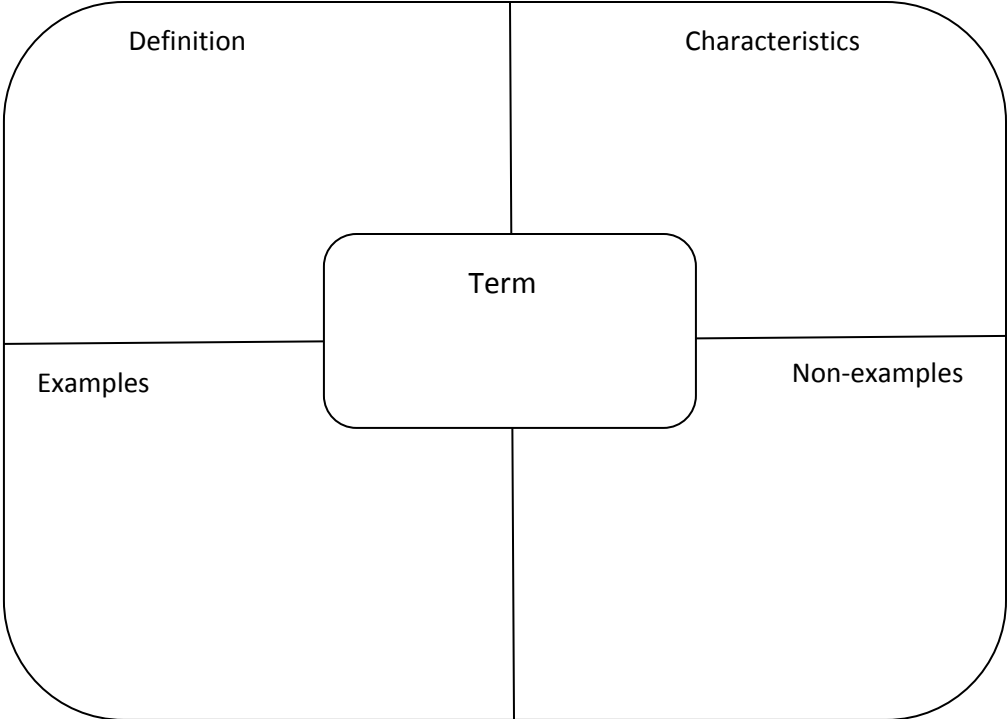 Definition
Characteristics
Term
Examples
Non-examples